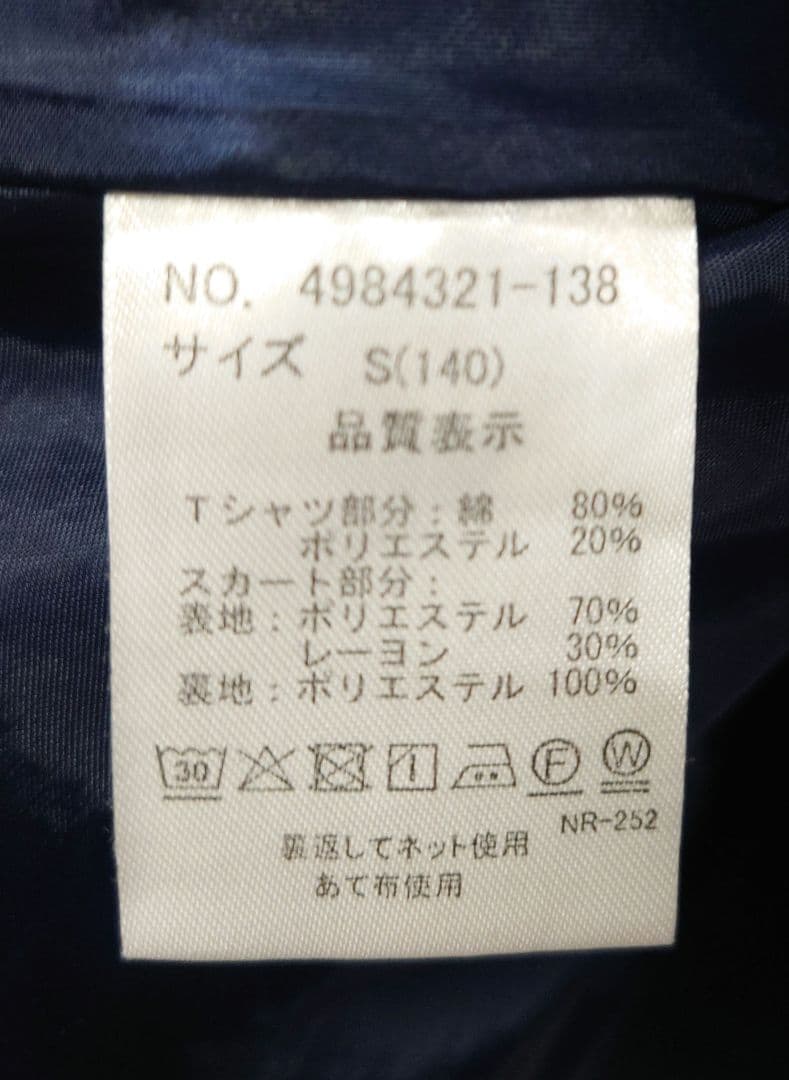 NO. 4984321-138
サイズ S(140)
品質表示
Tシャツ部分：綿 80%
ポリエステル 20%
スカート部分：
表地：ポリエステル 70%
レーヨン 30%
裏地：ポリエステル 100%
30 F W
NR-252
裏返してネット使用
あて布使用